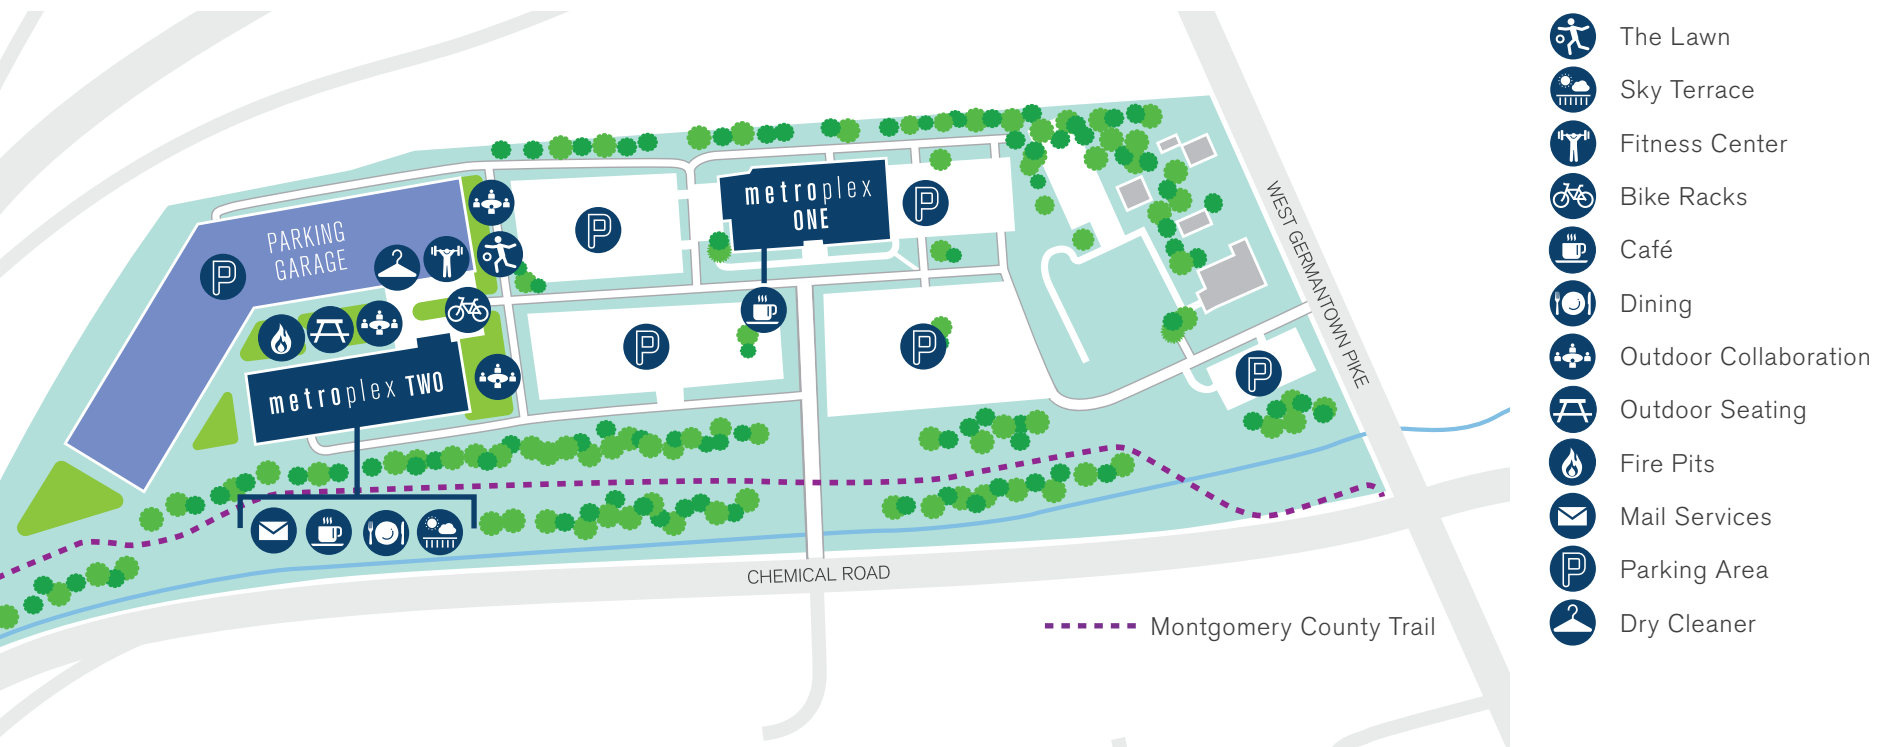 PARKING
GARAGE
metroplex
ONE
metroplex TWO
WEST GERMANTOWN PIKE
CHEMICAL ROAD
Montgomery County Trail
The Lawn
Sky Terrace
Fitness Center
Bike Racks
Café
Dining
Outdoor Collaboration
Outdoor Seating
Fire Pits
Mail Services
Parking Area
Dry Cleaner
P
P
P
P
P
P
P
P